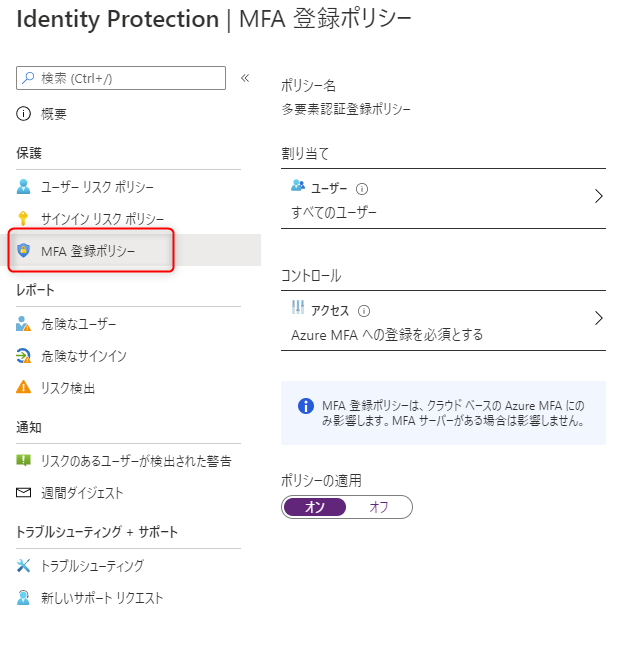 Identity Protection | MFA 登録ポリシー
検索 (Ctrl+/)
«
概要
保護
ユーザー リスク ポリシー
サインイン リスク ポリシー
MFA 登録ポリシー
レポート
危険なユーザー
危険なサインイン
リスク検出
通知
リスクのあるユーザーが検出された警告
週間ダイジェスト
トラブルシューティング + サポート
トラブルシューティング
新しいサポート リクエスト
ポリシー名
多要素認証登録ポリシー
割り当て
ユーザー
すべてのユーザー
コントロール
アクセス
Azure MFA への登録を必須とする
MFA 登録ポリシーは、クラウド ベースの Azure MFA にの
み影響します。MFA サーバーがある場合は影響しません。
ポリシーの適用
オン オフ